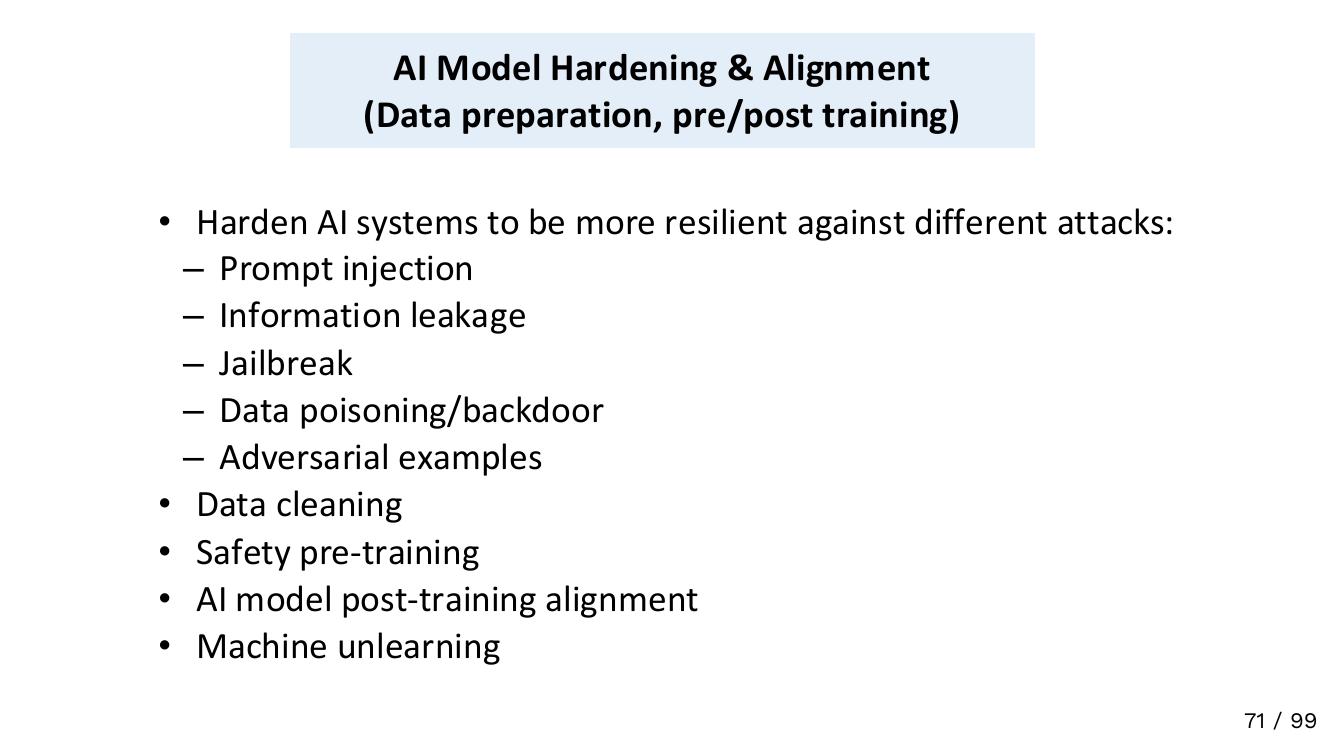 AI Model Hardening & Alignment
(Data preparation, pre/post training)
• Harden AI systems to be more resilient against different attacks:
– Prompt injection
– Information leakage
– Jailbreak
– Data poisoning/backdoor
– Adversarial examples
• Data cleaning
• Safety pre-training
• AI model post-training alignment
• Machine unlearning
71 / 99